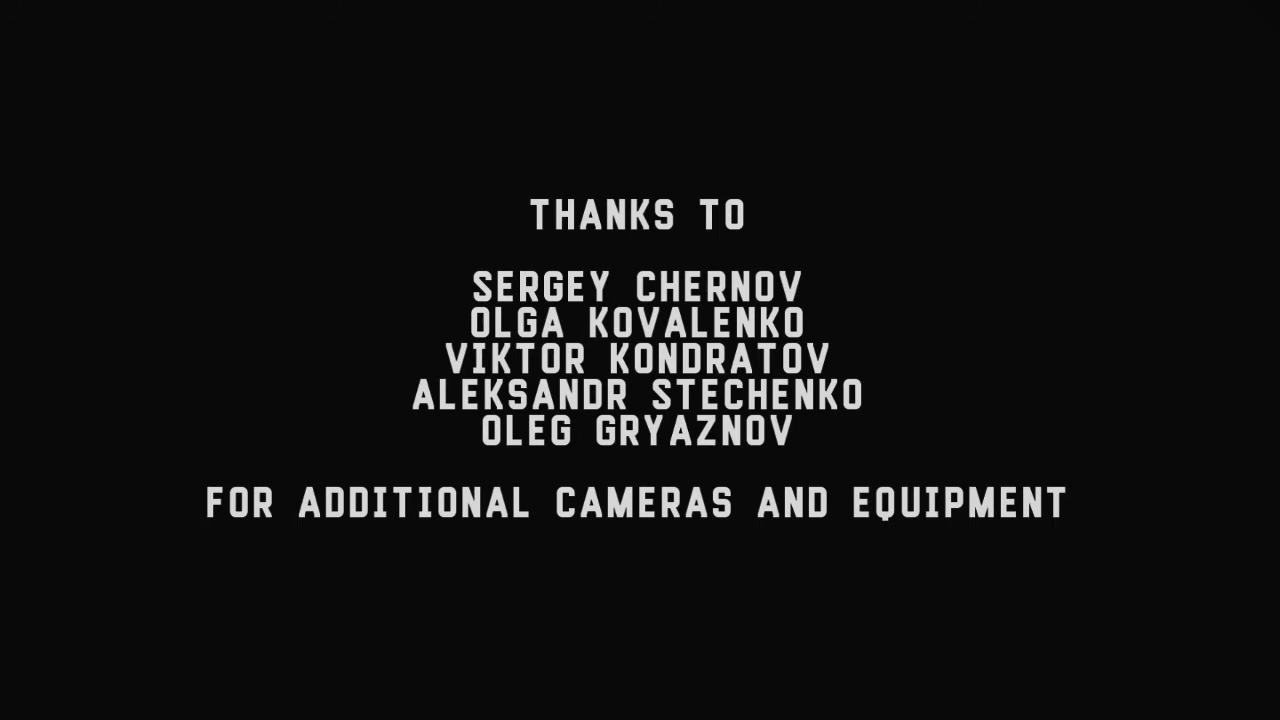 THANKS TO
SERGEY CHERNOV
OLGA KOVALENKO
VIKTOR KONDRATOV
ALEKSANDR STECHENKO
OLEG GRYAZNOV
FOR ADDITIONAL CAMERAS AND EQUIPMENT